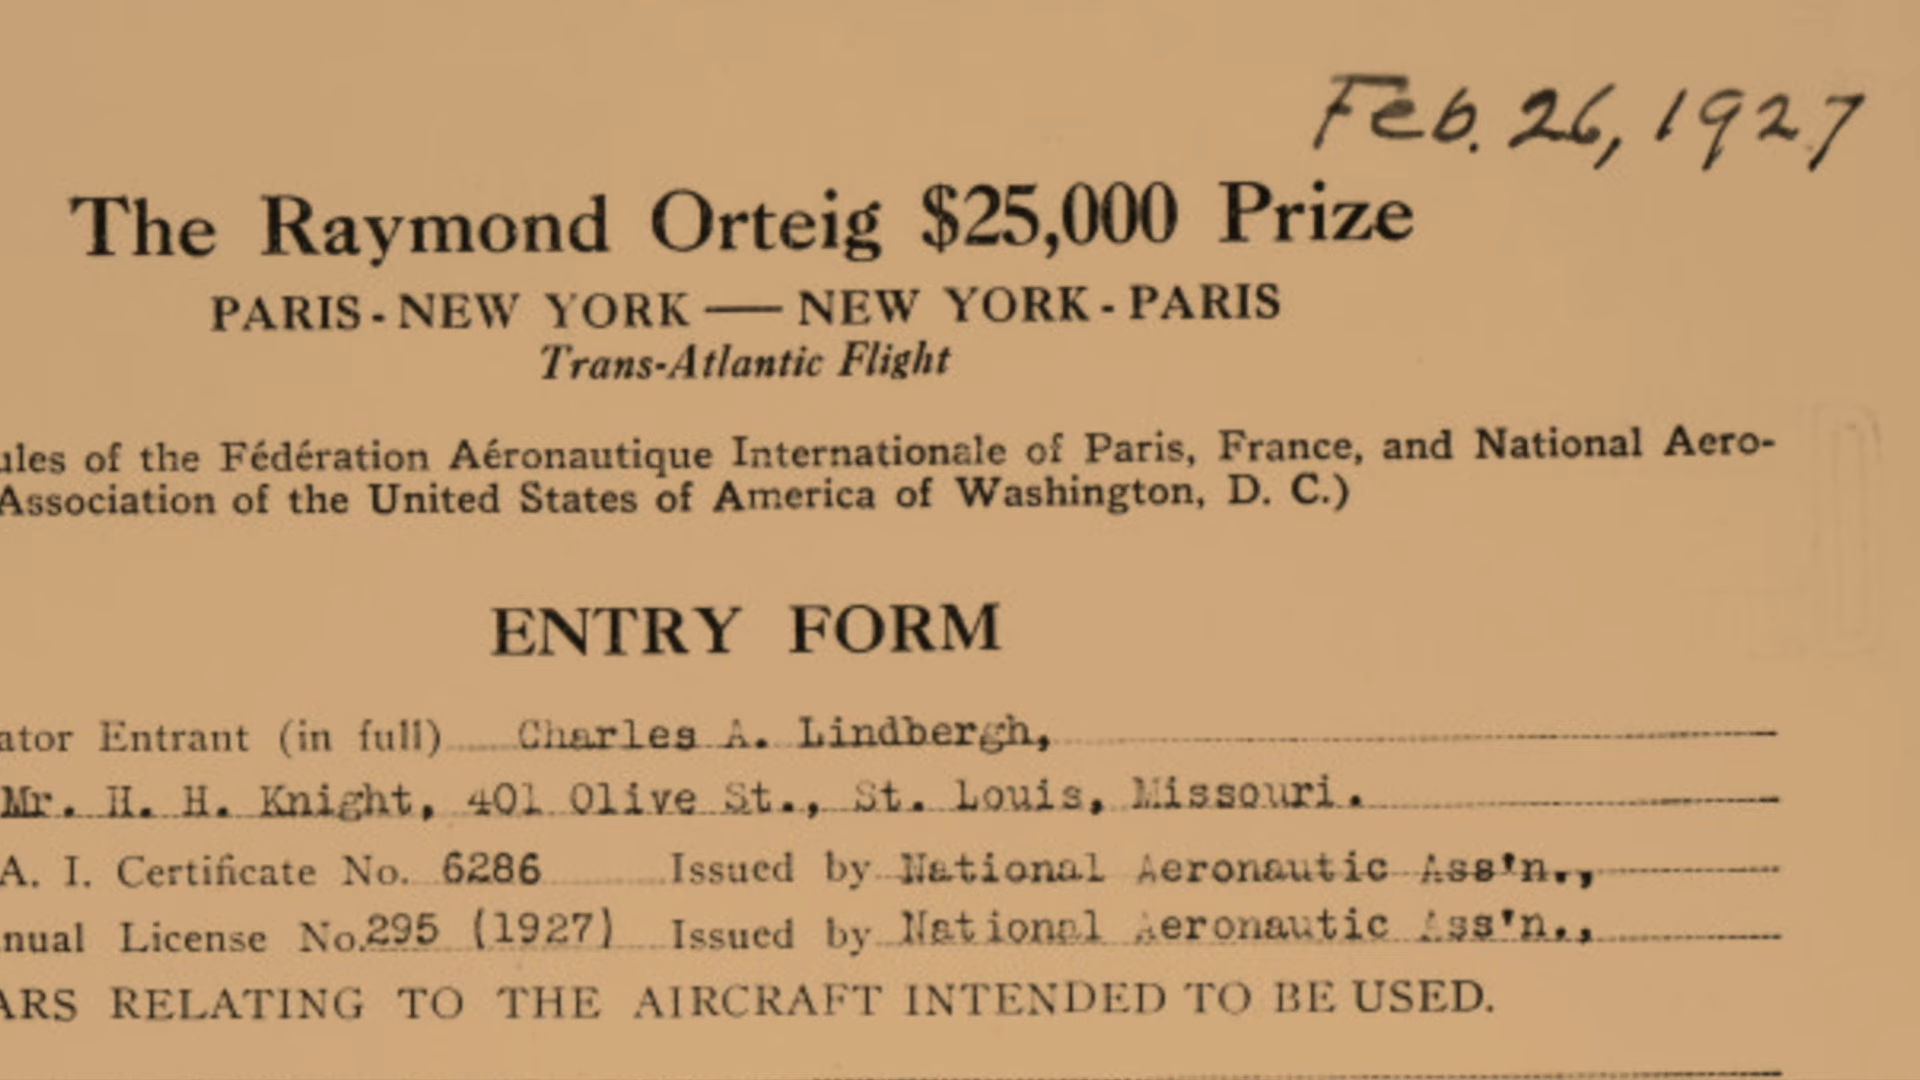 Feb. 26, 1927
The Raymond Orteig $25,000 Prize
PARIS-NEW YORK — NEW YORK-PARIS
Trans-Atlantic Flight
ules of the Fédération Aéronautique Internationale of Paris, France, and National Aero-
Association of the United States of America of Washington, D. C.)
ENTRY FORM
ator Entrant (in full) Charles A. Lindbergh,
Mr. H. H. Knight, 401 Olive St., St. Louis, Missouri.
A. I. Certificate No. 6286 Issued by National Aeronautic Ass'n.,
nual License No. 295 (1927) Issued by National Aeronautic Ass'n.,
ARS RELATING TO THE AIRCRAFT INTENDED TO BE USED.